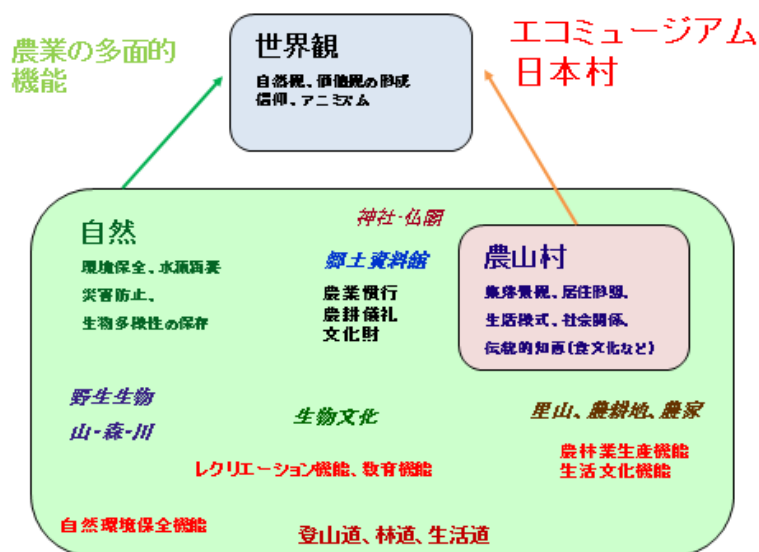 農業の多面的
機能
世界観
自然観、価値観の形成
信仰、アニミズム
エコミュージアム
日本村
自然
環境保全、水源涵養
災害防止、
生物多様性の保存
神社・仏閣
郷土資料館
農業慣行
農耕儀礼
文化財
農山村
集落景観、居住形態、
生活様式、社会関係、
伝統的知恵(食文化など)
野生生物
山・森・川
生物文化
里山、農耕地、農家
レクリエーション機能、教育機能
農林業生産機能
生活文化機能
自然環境保全機能
登山道、林道、生活道